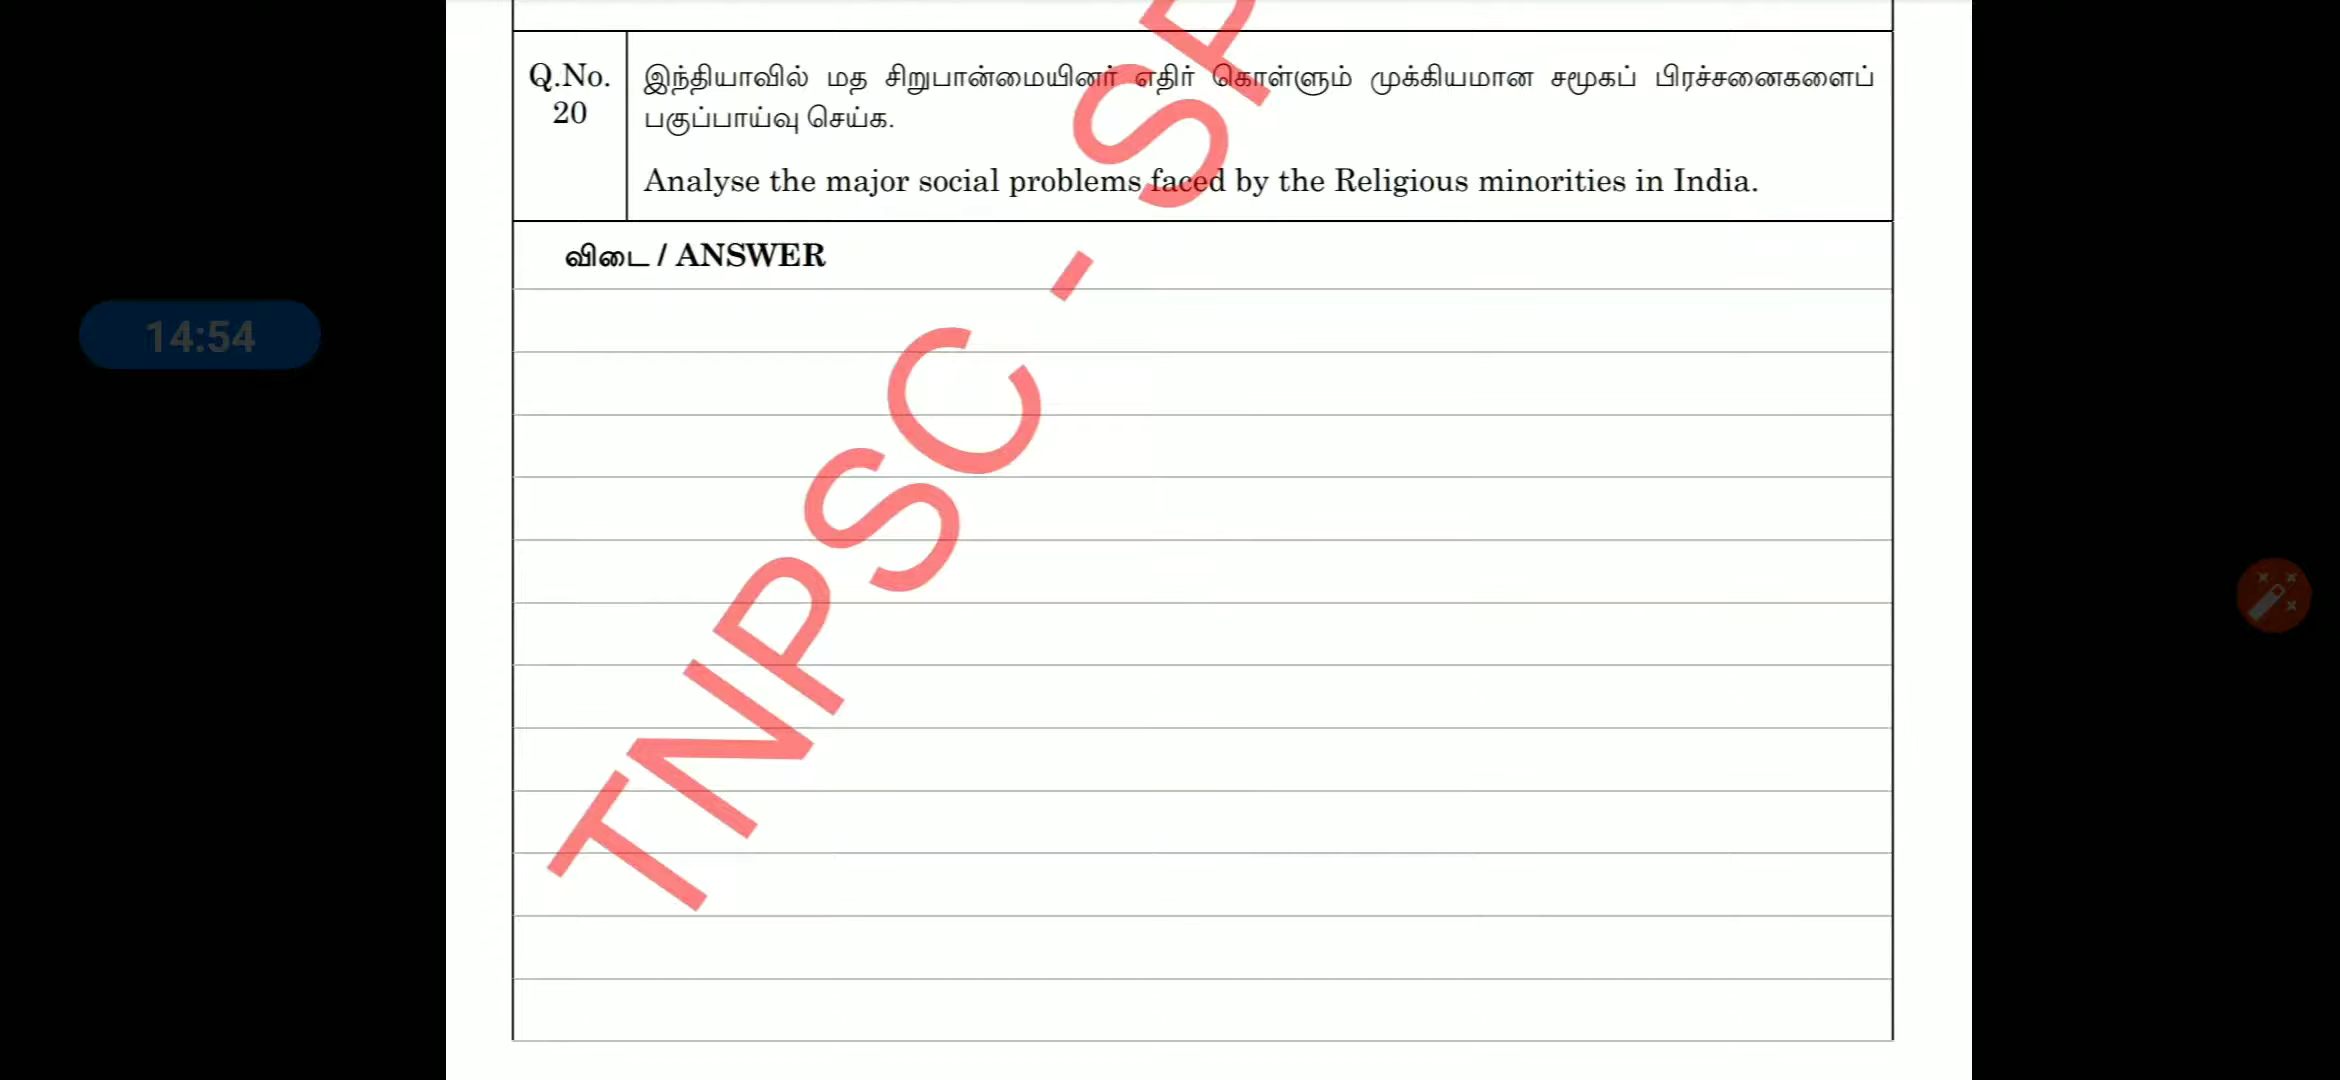 Q.No.
20
இந்தியாவில் மத சிறுபான்மையினர் எதிர் கொள்ளும் முக்கியமான சமூகப் பிரச்சனைகளைப்
பகுப்பாய்வு செய்க.
Analyse the major social problems faced by the Religious minorities in India.
விடை / ANSWER
14:54
TNPSC - SP